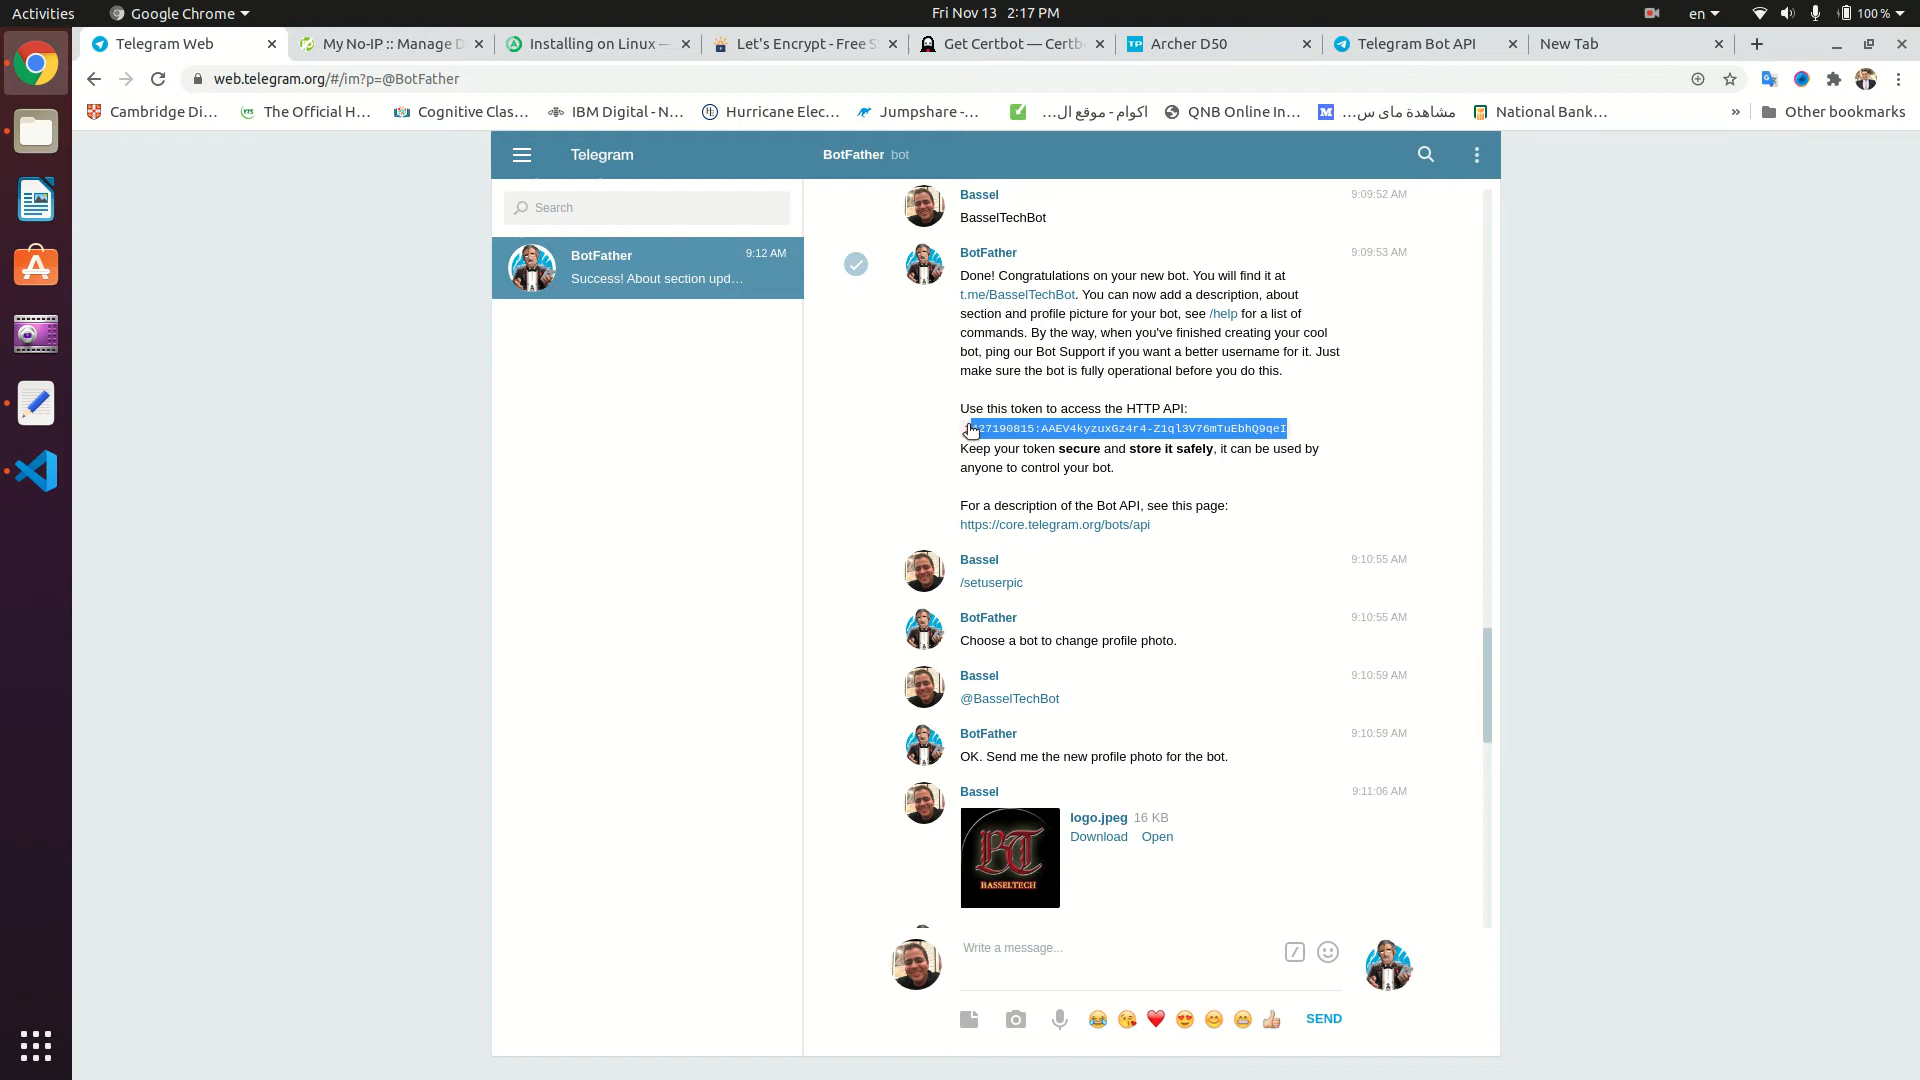 Activities
Google Chrome
Fri Nov 13 2:17 PM
en
100 %
Telegram Web
My No-IP :: Manage D
Installing on Linux —
Let's Encrypt - Free S
Get Certbot — Certb
Archer D50
Telegram Bot API
New Tab
web.telegram.org/#/im?p=@BotFather
Cambridge Di...
The Official H...
Cognitive Clas...
IBM Digital - N...
Hurricane Elec...
Jumpshare -...
اكوام - موقع ال...
QNB Online In...
مشاهدة ماى س...
National Bank...
»
Other bookmarks
Telegram
BotFather bot
Search
BotFather 9:12 AM
Success! About section upd...
Bassel 9:09:52 AM
BasselTechBot
BotFather 9:09:53 AM
Done! Congratulations on your new bot. You will find it at
t.me/BasselTechBot. You can now add a description, about
section and profile picture for your bot, see /help for a list of
commands. By the way, when you've finished creating your cool
bot, ping our Bot Support if you want a better username for it. Just
make sure the bot is fully operational before you do this.
Use this token to access the HTTP API:
27190815:AAEV4kyzuxGz4r4-Z1ql3V76mTuEbhQ9qeI
Keep your token secure and store it safely, it can be used by
anyone to control your bot.
For a description of the Bot API, see this page:
https://core.telegram.org/bots/api
Bassel 9:10:55 AM
/setuserpic
BotFather 9:10:55 AM
Choose a bot to change profile photo.
Bassel 9:10:59 AM
@BasselTechBot
BotFather 9:10:59 AM
OK. Send me the new profile photo for the bot.
Bassel 9:11:06 AM
logo.jpeg 16 KB
Download Open
BT
BASSELTECH
Write a message...
SEND